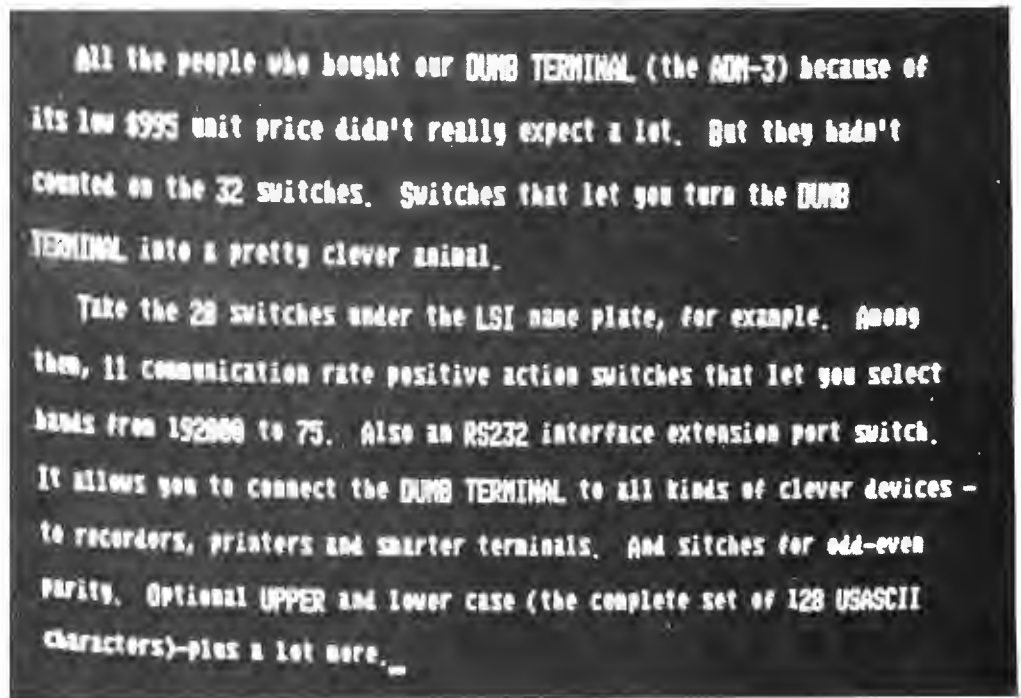 All the people who bought our DUMB TERMINAL (the ADM-3) because of
its low $995 unit price didn't really expect a lot. But they hadn't
counted on the 32 switches. Switches that let you turn the DUMB
TERMINAL into a pretty clever animal.
Take the 20 switches under the LSI name plate, for example. Among
them, 11 communication rate positive action switches that let you select
bauds from 192000 to 75. Also an RS232 interface extension port switch.
It allows you to connect the DUMB TERMINAL to all kinds of clever devices -
to recorders, printers and smarter terminals. And sitches for odd-even
parity. Optional UPPER and lower case (the complete set of 128 USASCII
characters)-plus a lot more._